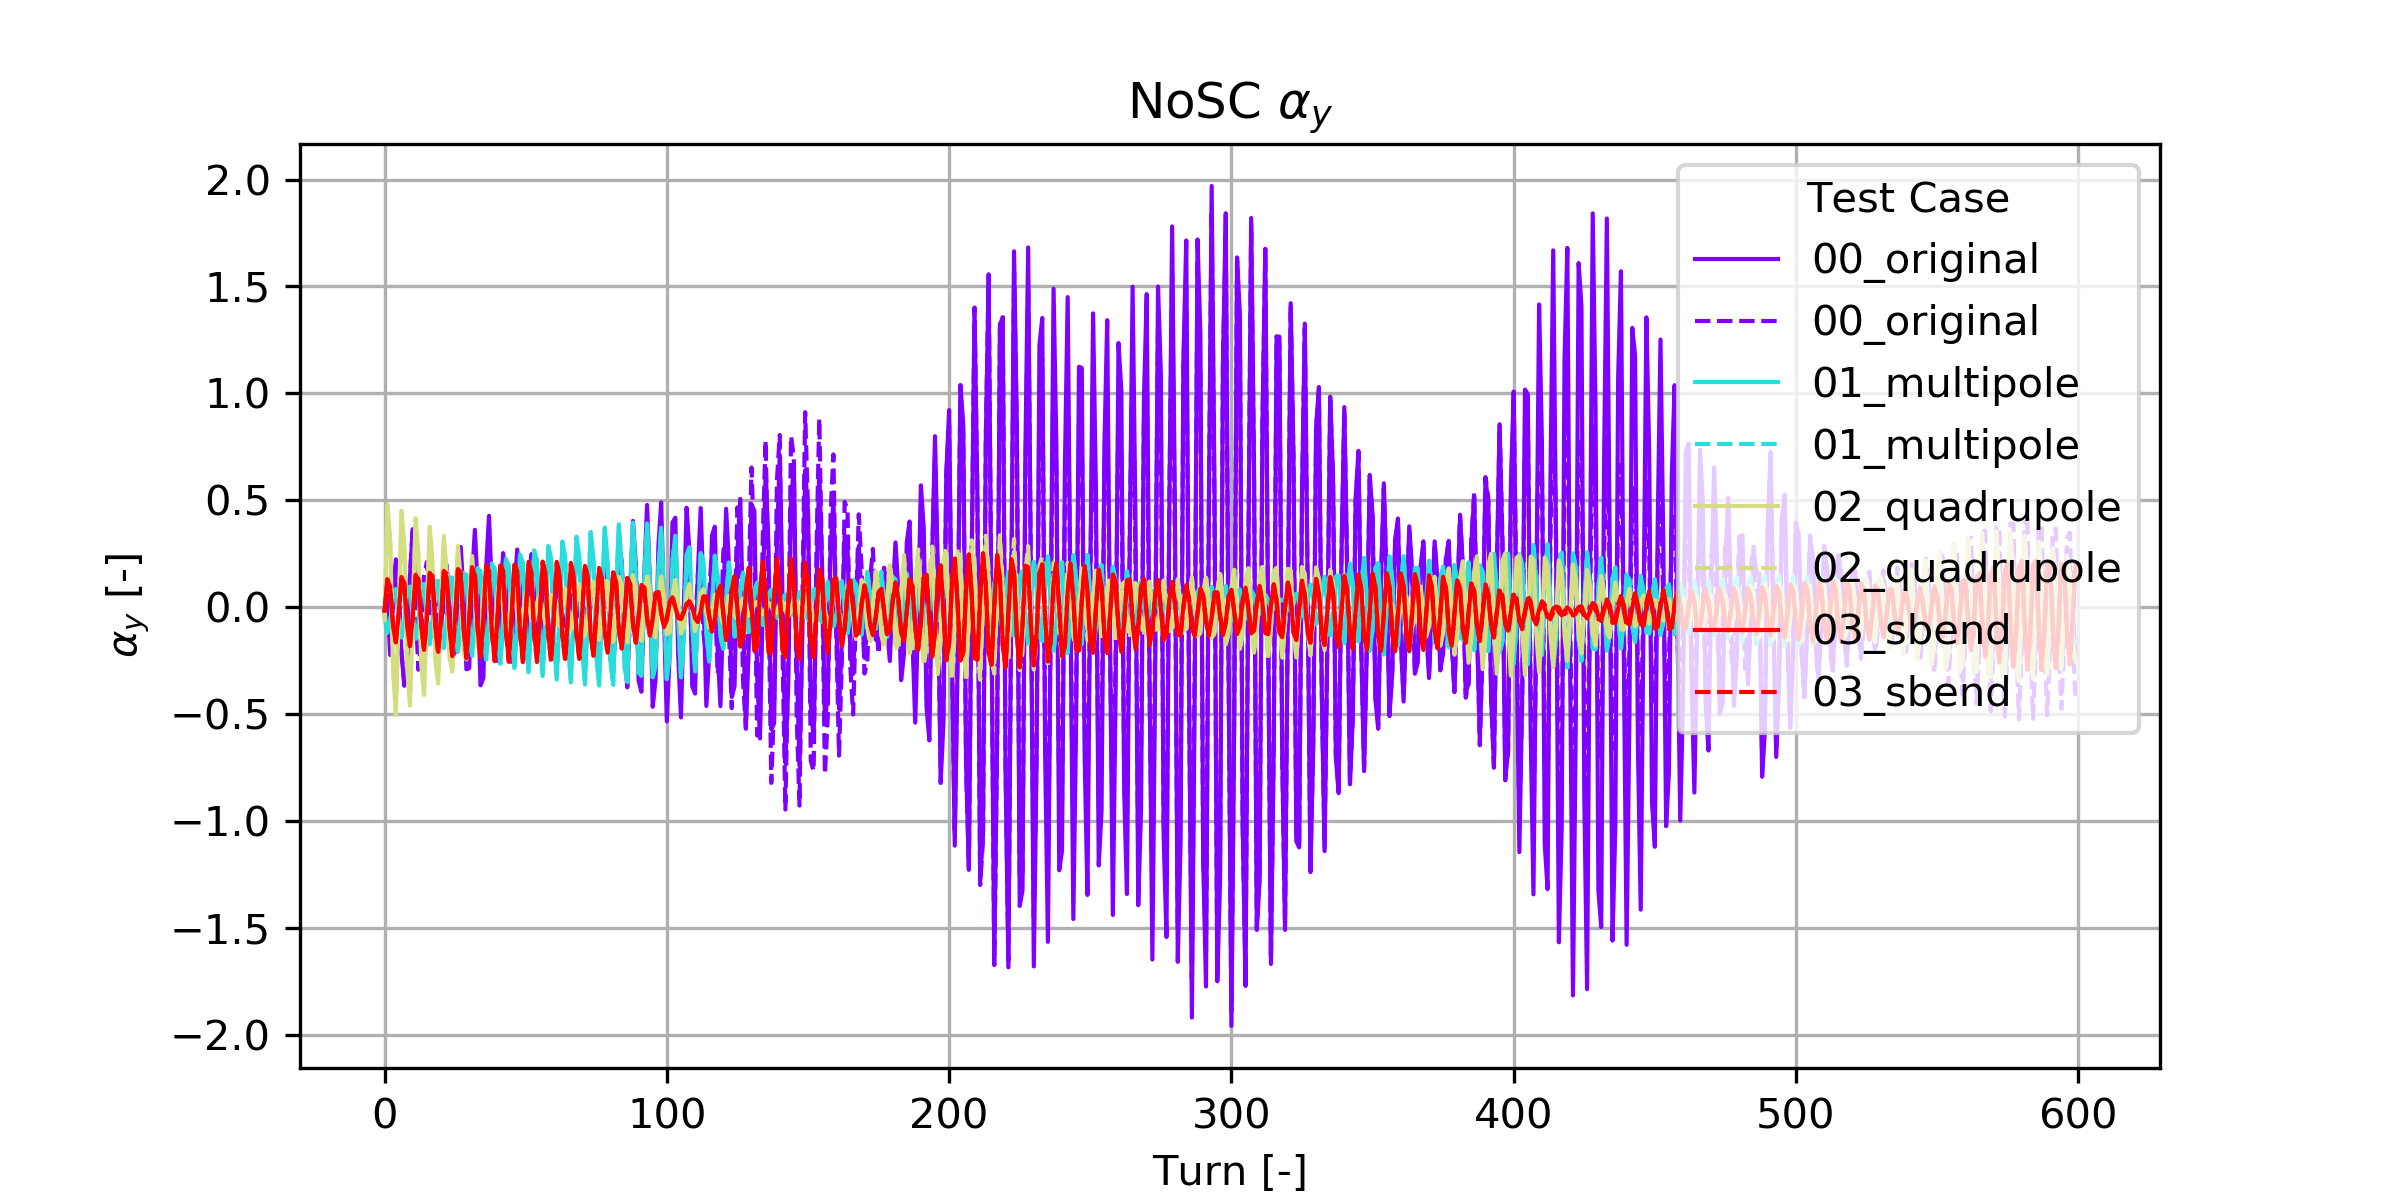 NoSC αy
2.0
1.5
1.0
0.5
0.0
−0.5
−1.0
−1.5
−2.0
αy [-]
0 100 200 300 400 500 600
Turn [-]
Test Case
00_original
00_original
01_multipole
01_multipole
02_quadrupole
02_quadrupole
03_sbend
03_sbend